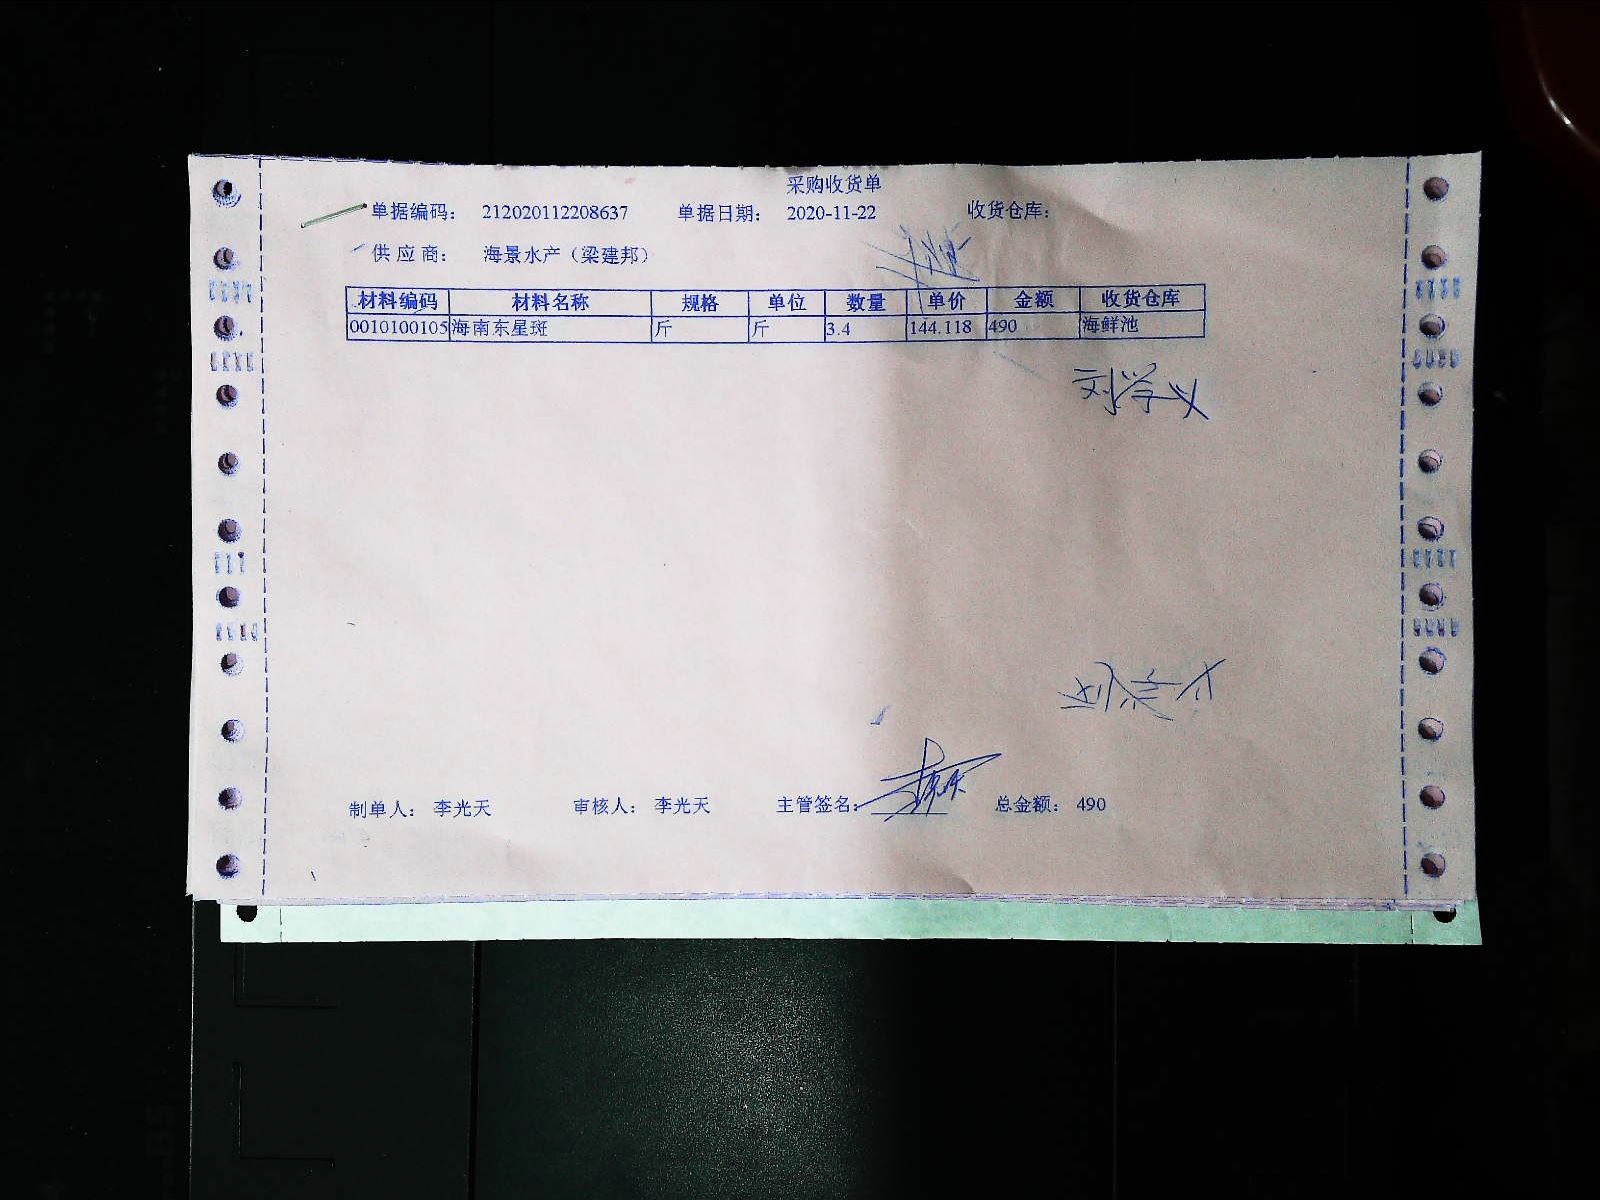 采购收货单
单据编码： 212020112208637 单据日期： 2020-11-22 收货仓库：
供应商： 海景水产（梁建邦）
材料编码 材料名称 规格 单位 数量 单价 金额 收货仓库
0010100105 海南东星斑 斤 斤 3.4 144.118 490 海鲜池
刘学义
制单人： 李光天 审核人： 李光天 主管签名： 总金额： 490